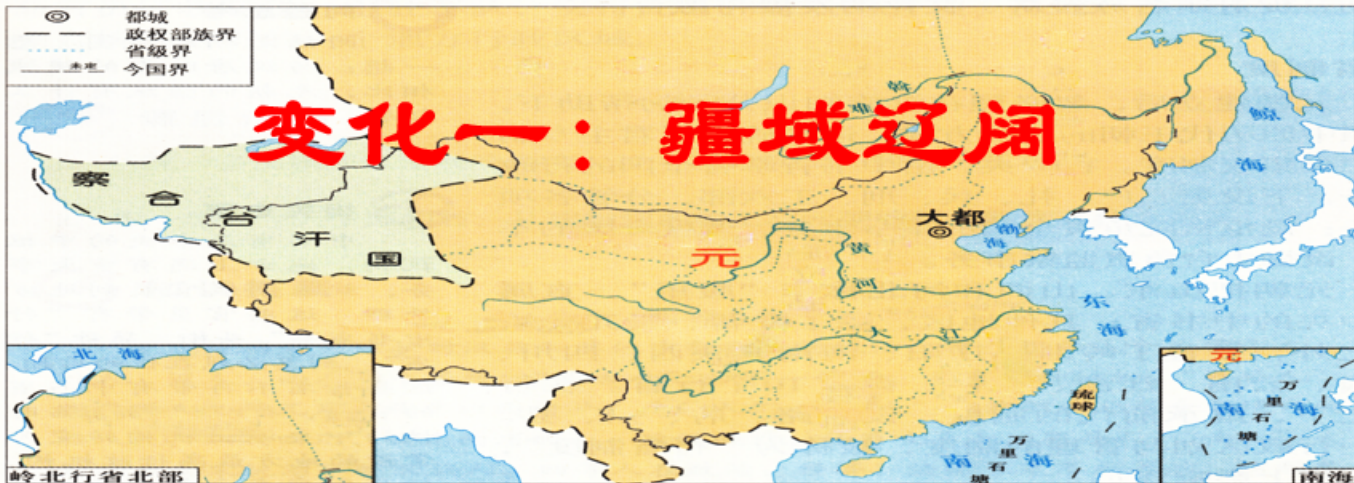 都城
政权部族界
省级界
未定 今国界
变化一：疆域辽阔
察合台汗国
元
大都
渤海
黄河
大江
鲸海
东海
琉球
南海
万里石塘
北海
岭北行省北部
元
南海
万里石塘
南海